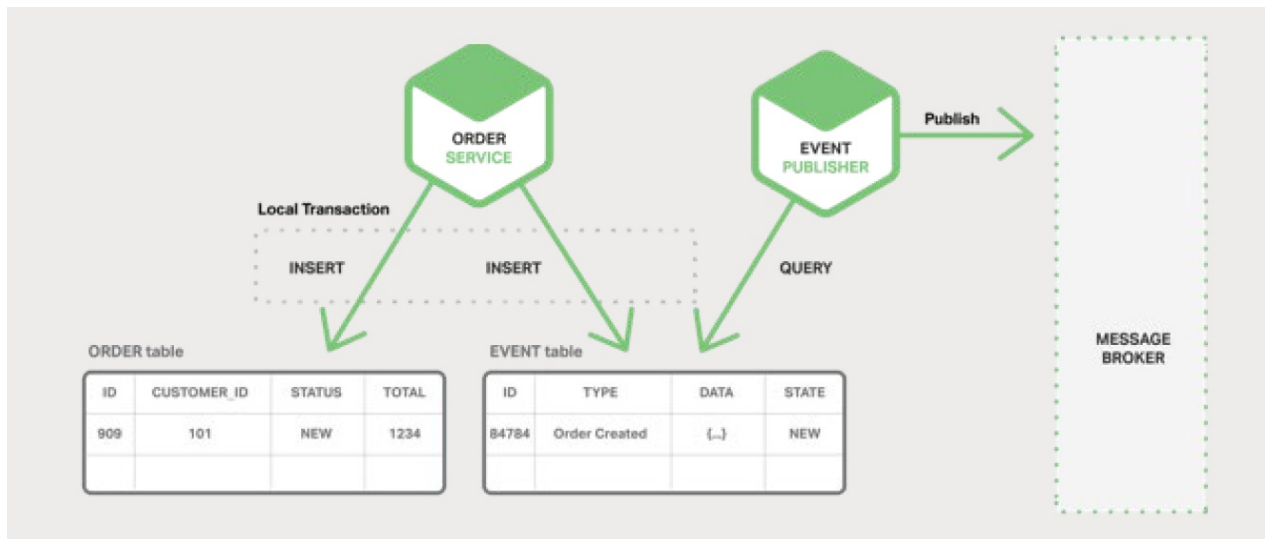 ORDER
SERVICE
EVENT
PUBLISHER
Publish
Local Transaction
INSERT
INSERT
QUERY
MESSAGE
BROKER
ORDER table
ID CUSTOMER_ID STATUS TOTAL
909 101 NEW 1234
EVENT table
ID TYPE DATA STATE
84784 Order Created {...} NEW